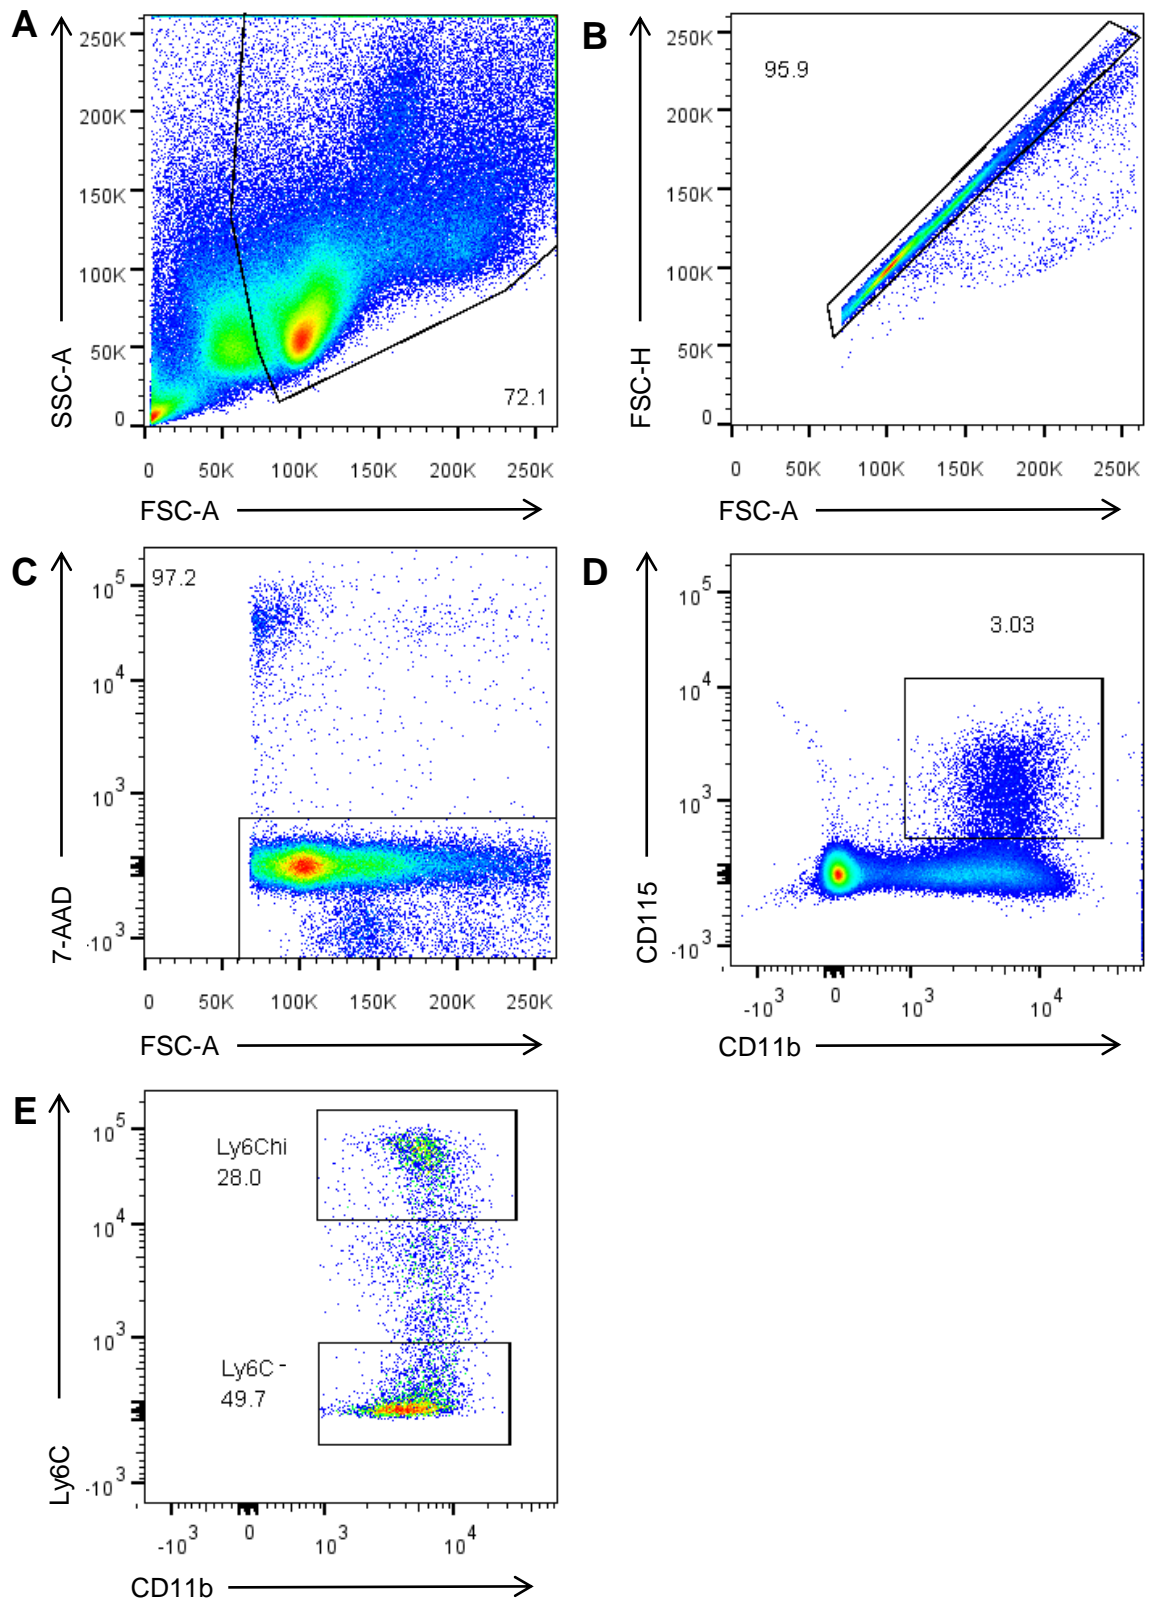 A
SSC-A
250K
200K
150K
100K
50K
0
72.1
0 50K 100K 150K 200K 250K
FSC-A
B
FSC-H
250K
200K
150K
100K
50K
0
95.9
0 50K 100K 150K 200K 250K
FSC-A
C
7-AAD
97.2
10⁵
10⁴
10³
-10³
0 50K 100K 150K 200K 250K
FSC-A
D
CD115
3.03
10⁵
10⁴
10³
-10³
-10³ 0 10³ 10⁴
CD11b
E
Ly6C
10⁵
10⁴
10³
-10³
Ly6Chi
28.0
Ly6C -
49.7
-10³ 0 10³ 10⁴
CD11b